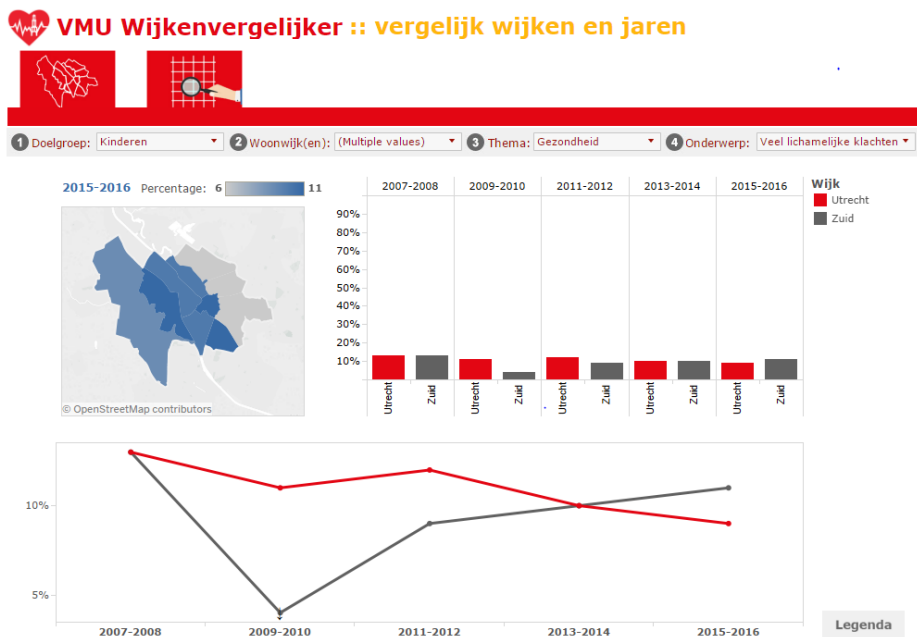 VMU Wijkenvergelijker :: vergelijk wijken en jaren
1 Doelgroep: Kinderen 2 Woonwijk(en): (Multiple values) 3 Thema: Gezondheid 4 Onderwerp: Veel lichamelijke klachten
2015-2016 Percentage: 6 11
© OpenStreetMap contributors
2007-2008 2009-2010 2011-2012 2013-2014 2015-2016
90%
80%
70%
60%
50%
40%
30%
20%
10%
Utrecht Zuid Utrecht Zuid Utrecht Zuid Utrecht Zuid Utrecht Zuid
Wijk
Utrecht
Zuid
10%
5%
2007-2008 2009-2010 2011-2012 2013-2014 2015-2016
Legenda